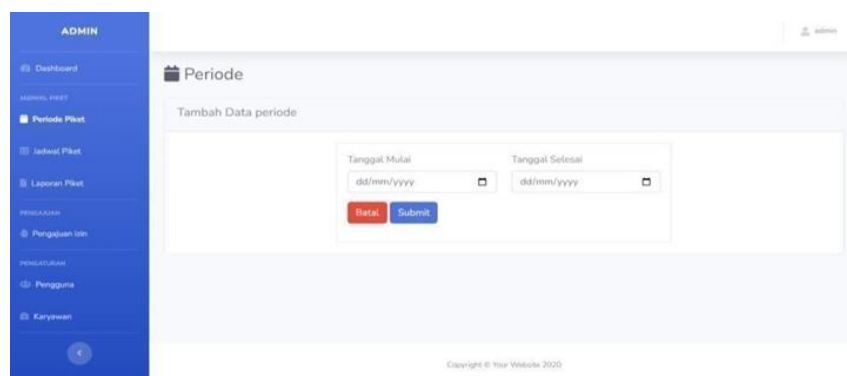 ADMIN
admin
Dashboard
JADWAL PIKET
Periode Piket
Jadwal Piket
Laporan Piket
PENGAJUAN
Pengajuan Izin
PENGATURAN
Pengguna
Karyawan
Periode
Tambah Data periode
Tanggal Mulai Tanggal Selesai
dd/mm/yyyy dd/mm/yyyy
Batal Submit
Copyright © Your Website 2020